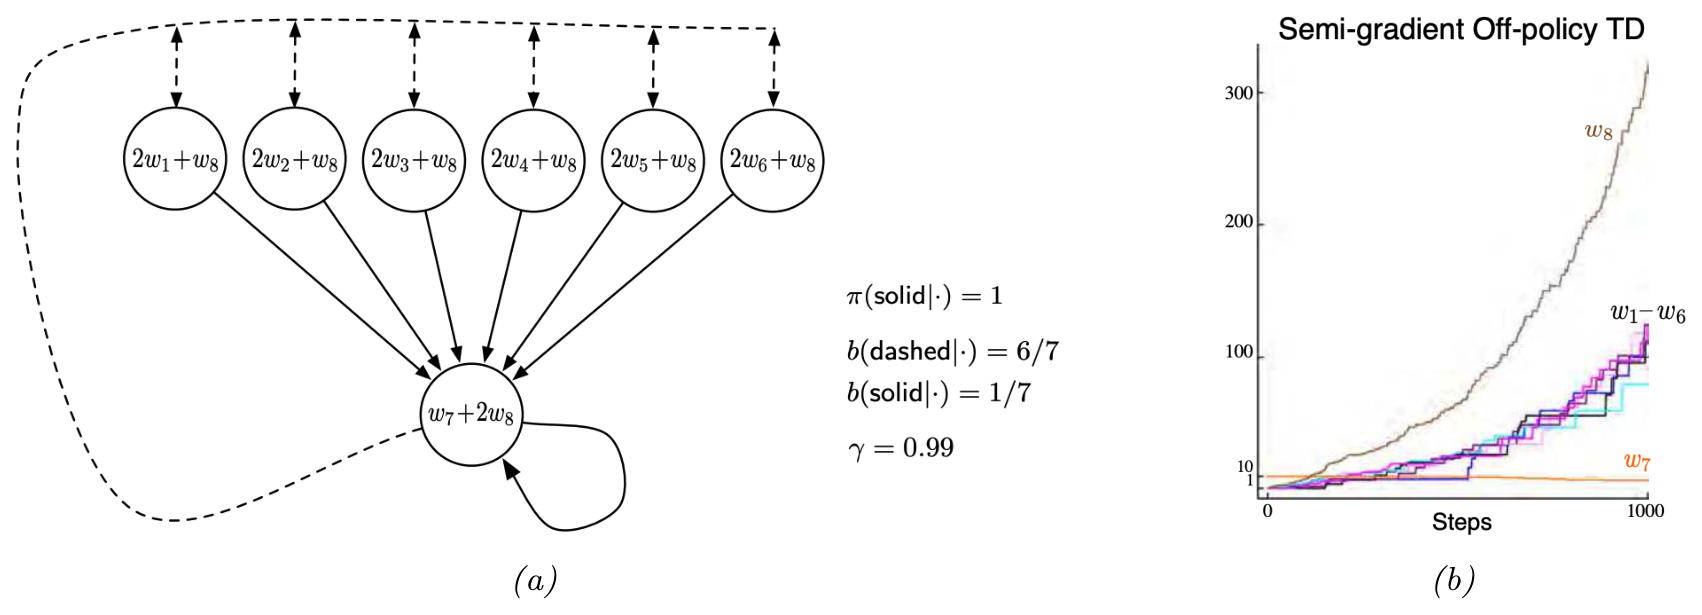 2w₁+w₈ 2w₂+w₈ 2w₃+w₈ 2w₄+w₈ 2w₅+w₈ 2w₆+w₈
w₇+2w₈
π(solid|·) = 1
b(dashed|·) = 6/7
b(solid|·) = 1/7
γ = 0.99
(a)
Semi-gradient Off-policy TD
300
w₈
200
w₁–w₆
100
w₇
10
1
0 1000
Steps
(b)